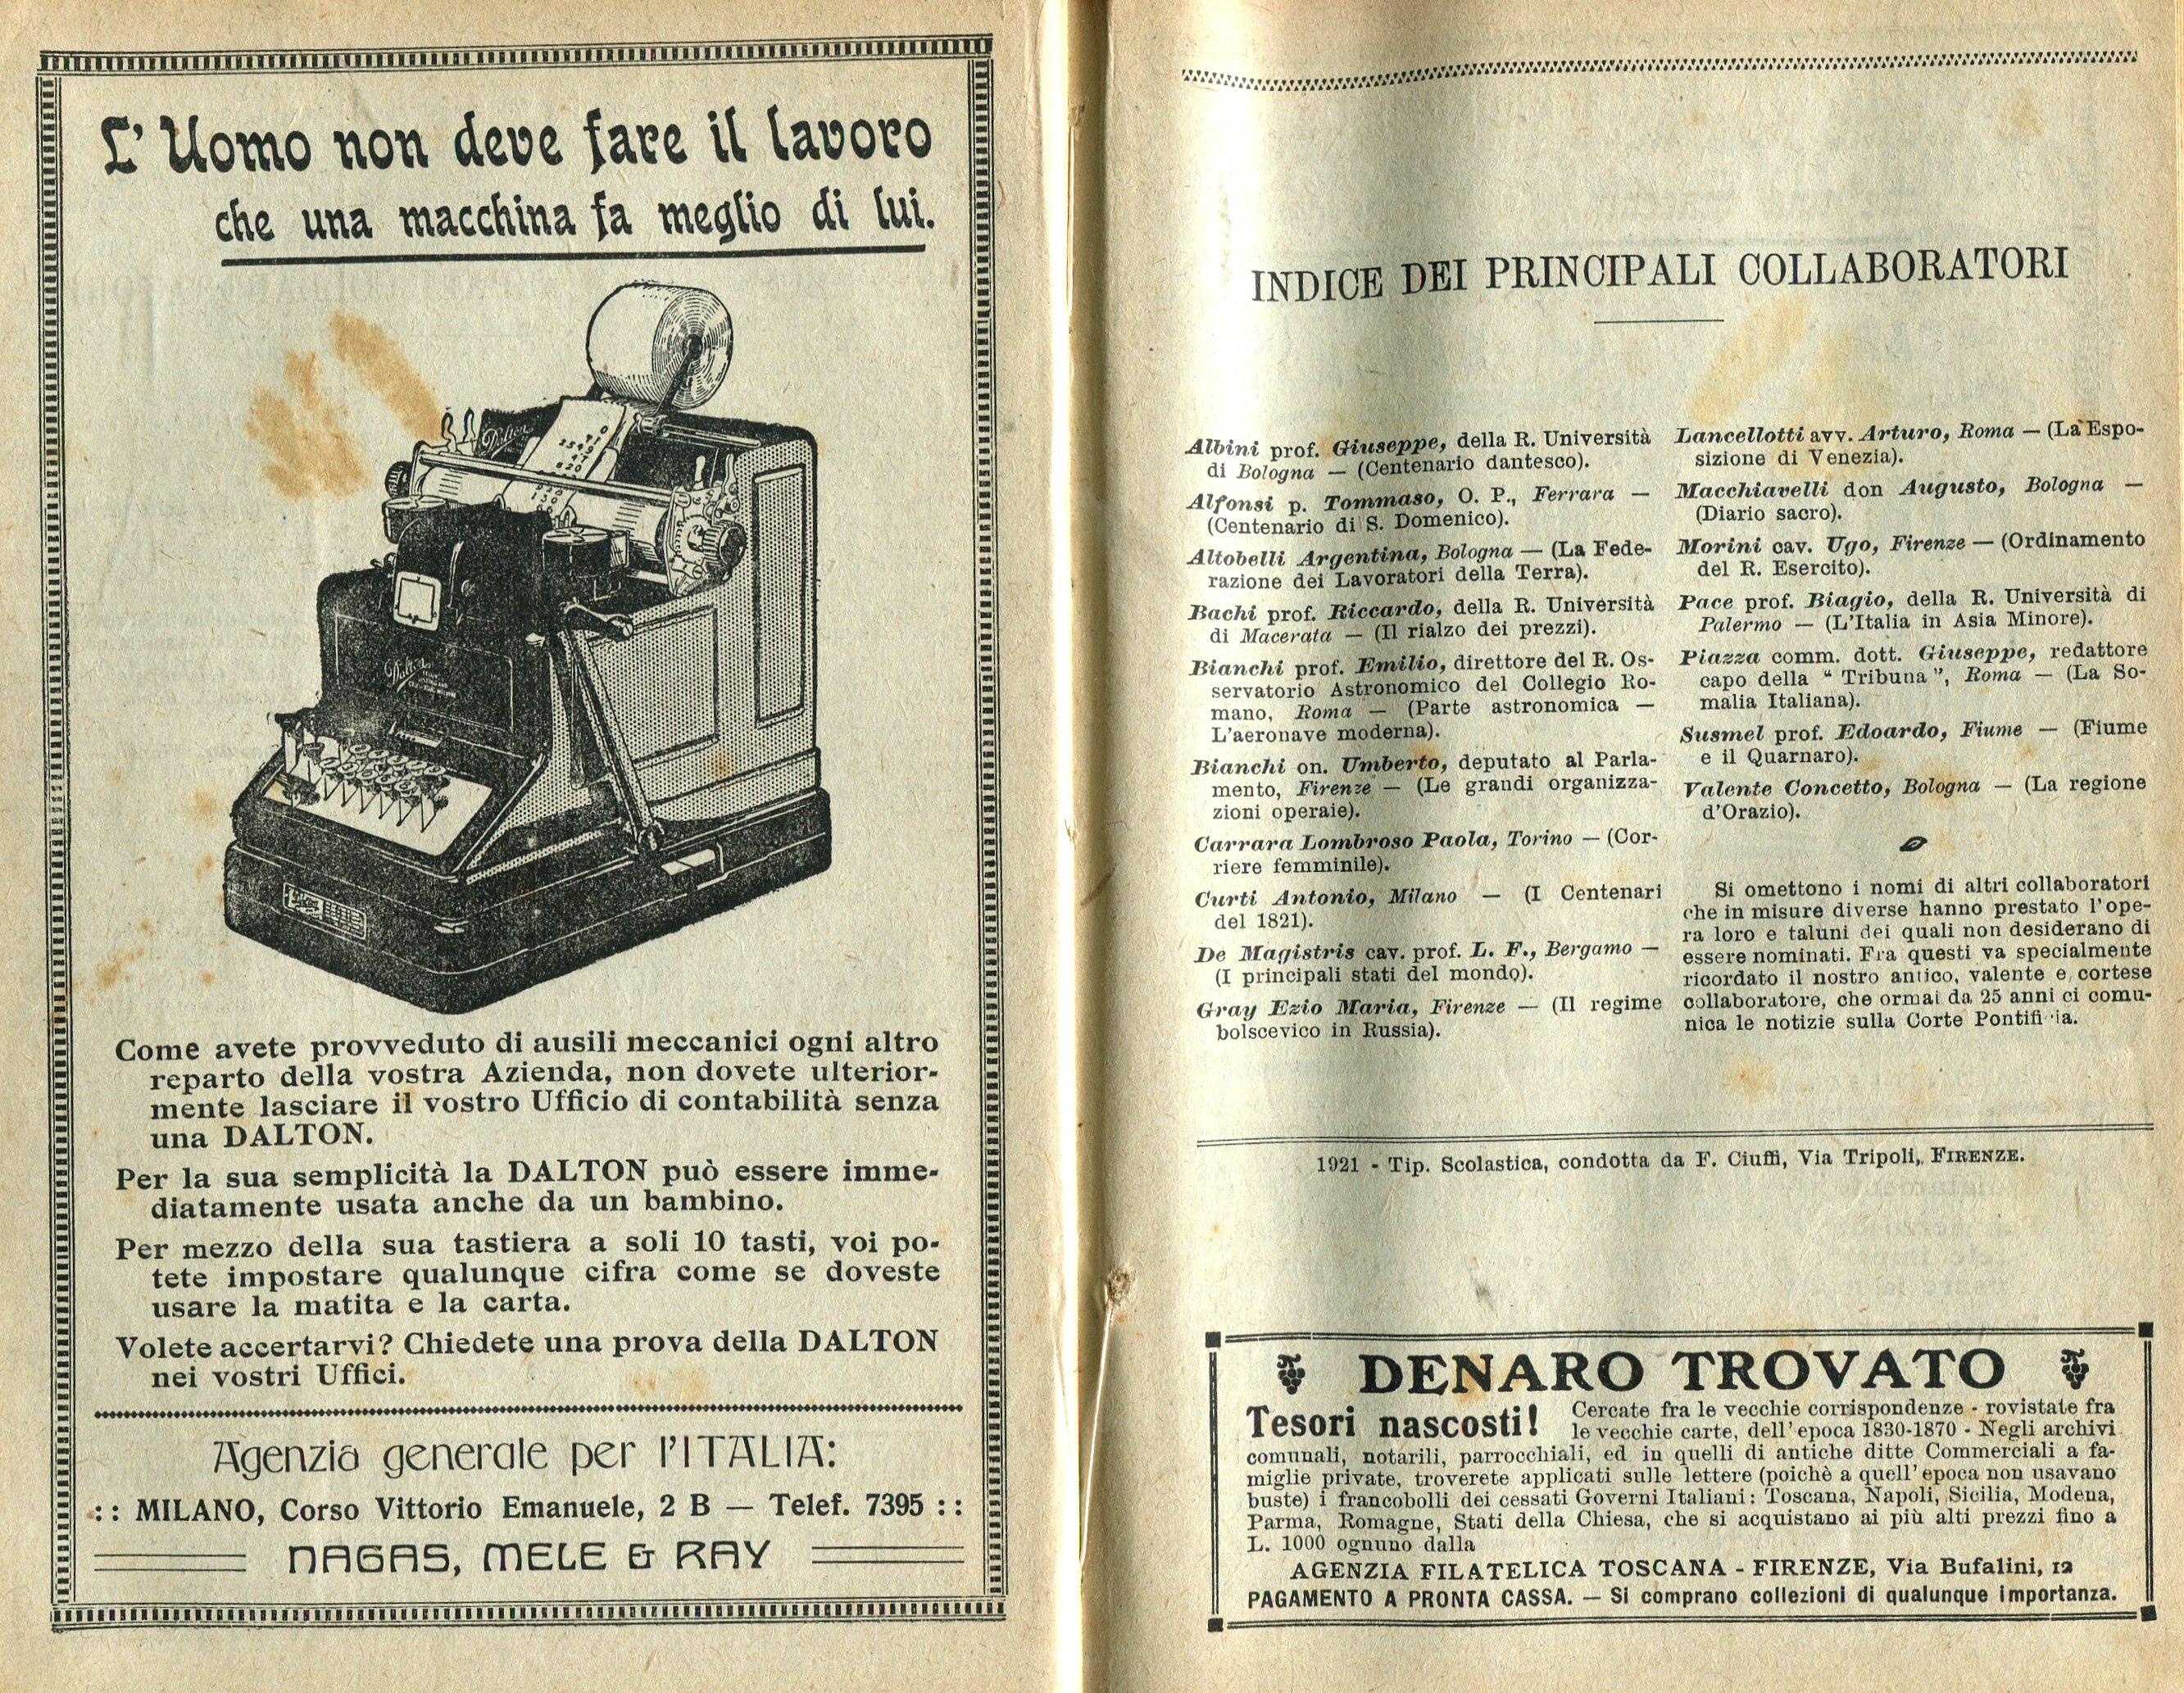 L'Uomo non deve fare il lavoro
che una macchina fa meglio di lui.
Dalton
Dalton
Come avete provveduto di ausili meccanici ogni altro
reparto della vostra Azienda, non dovete ulterior-
mente lasciare il vostro Ufficio di contabilità senza
una DALTON.
Per la sua semplicità la DALTON può essere imme-
diatamente usata anche da un bambino.
Per mezzo della sua tastiera a soli 10 tasti, voi po-
tete impostare qualunque cifra come se doveste
usare la matita e la carta.
Volete accertarvi? Chiedete una prova della DALTON
nei vostri Uffici.
Agenzia generale per l'ITALIA:
:: MILANO, Corso Vittorio Emanuele, 2 B — Telef. 7395 ::
NAGAS, MELE & RAY
INDICE DEI PRINCIPALI COLLABORATORI
Albini prof. Giuseppe, della R. Università
di Bologna — (Centenario dantesco).
Alfonsi p. Tommaso, O. P., Ferrara —
(Centenario di S. Domenico).
Altobelli Argentina, Bologna — (La Fede-
razione dei Lavoratori della Terra).
Bachi prof. Riccardo, della R. Università
di Macerata — (Il rialzo dei prezzi).
Bianchi prof. Emilio, direttore del R. Os-
servatorio Astronomico del Collegio Ro-
mano, Roma — (Parte astronomica —
L'aeronave moderna).
Bianchi on. Umberto, deputato al Parla-
mento, Firenze — (Le grandi organizza-
zioni operaie).
Carrara Lombroso Paola, Torino — (Cor-
riere femminile).
Curti Antonio, Milano — (I Centenari
del 1821).
De Magistris cav. prof. L. F., Bergamo —
(I principali stati del mondo).
Gray Ezio Maria, Firenze — (Il regime
bolscevico in Russia).
Lancellotti avv. Arturo, Roma — (La Espo-
sizione di Venezia).
Macchiavelli don Augusto, Bologna —
(Diario sacro).
Morini cav. Ugo, Firenze — (Ordinamento
del R. Esercito).
Pace prof. Biagio, della R. Università di
Palermo — (L'Italia in Asia Minore).
Piazza comm. dott. Giuseppe, redattore
capo della “ Tribuna ”, Roma — (La So-
malia Italiana).
Susmel prof. Edoardo, Fiume — (Fiume
e il Quarnaro).
Valente Concetto, Bologna — (La regione
d'Orazio).
Si omettono i nomi di altri collaboratori
che in misure diverse hanno prestato l'ope-
ra loro e taluni dei quali non desiderano di
essere nominati. Fra questi va specialmente
ricordato il nostro antico, valente e cortese
collaboratore, che ormai da 25 anni ci comu-
nica le notizie sulla Corte Pontificia.
1921 - Tip. Scolastica, condotta da F. Ciuffi, Via Tripoli, FIRENZE.
DENARO TROVATO
Tesori nascosti! Cercate fra le vecchie corrispondenze - rovistate fra
le vecchie carte, dell'epoca 1830-1870 - Negli archivi
comunali, notarili, parrocchiali, ed in quelli di antiche ditte Commerciali a fa-
miglie private, troverete applicati sulle lettere (poichè a quell'epoca non usavano
buste) i francobolli dei cessati Governi Italiani: Toscana, Napoli, Sicilia, Modena,
Parma, Romagne, Stati della Chiesa, che si acquistano ai più alti prezzi fino a
L. 1000 ognuno dalla
AGENZIA FILATELICA TOSCANA - FIRENZE, Via Bufalini, 12
PAGAMENTO A PRONTA CASSA. — Si comprano collezioni di qualunque importanza.